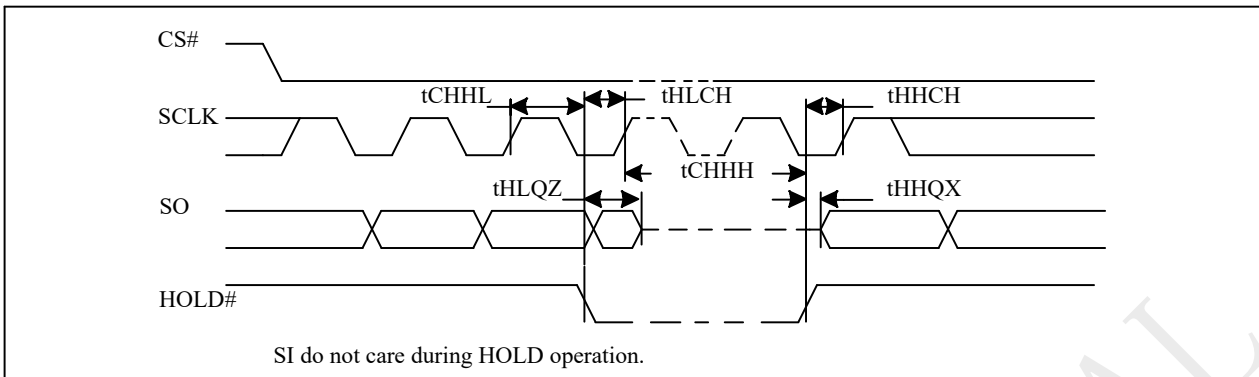 CS#
tCHHL
tHLCH
tHHCH
SCLK
tCHHH
tHLQZ
tHHQX
SO
HOLD#
SI do not care during HOLD operation.